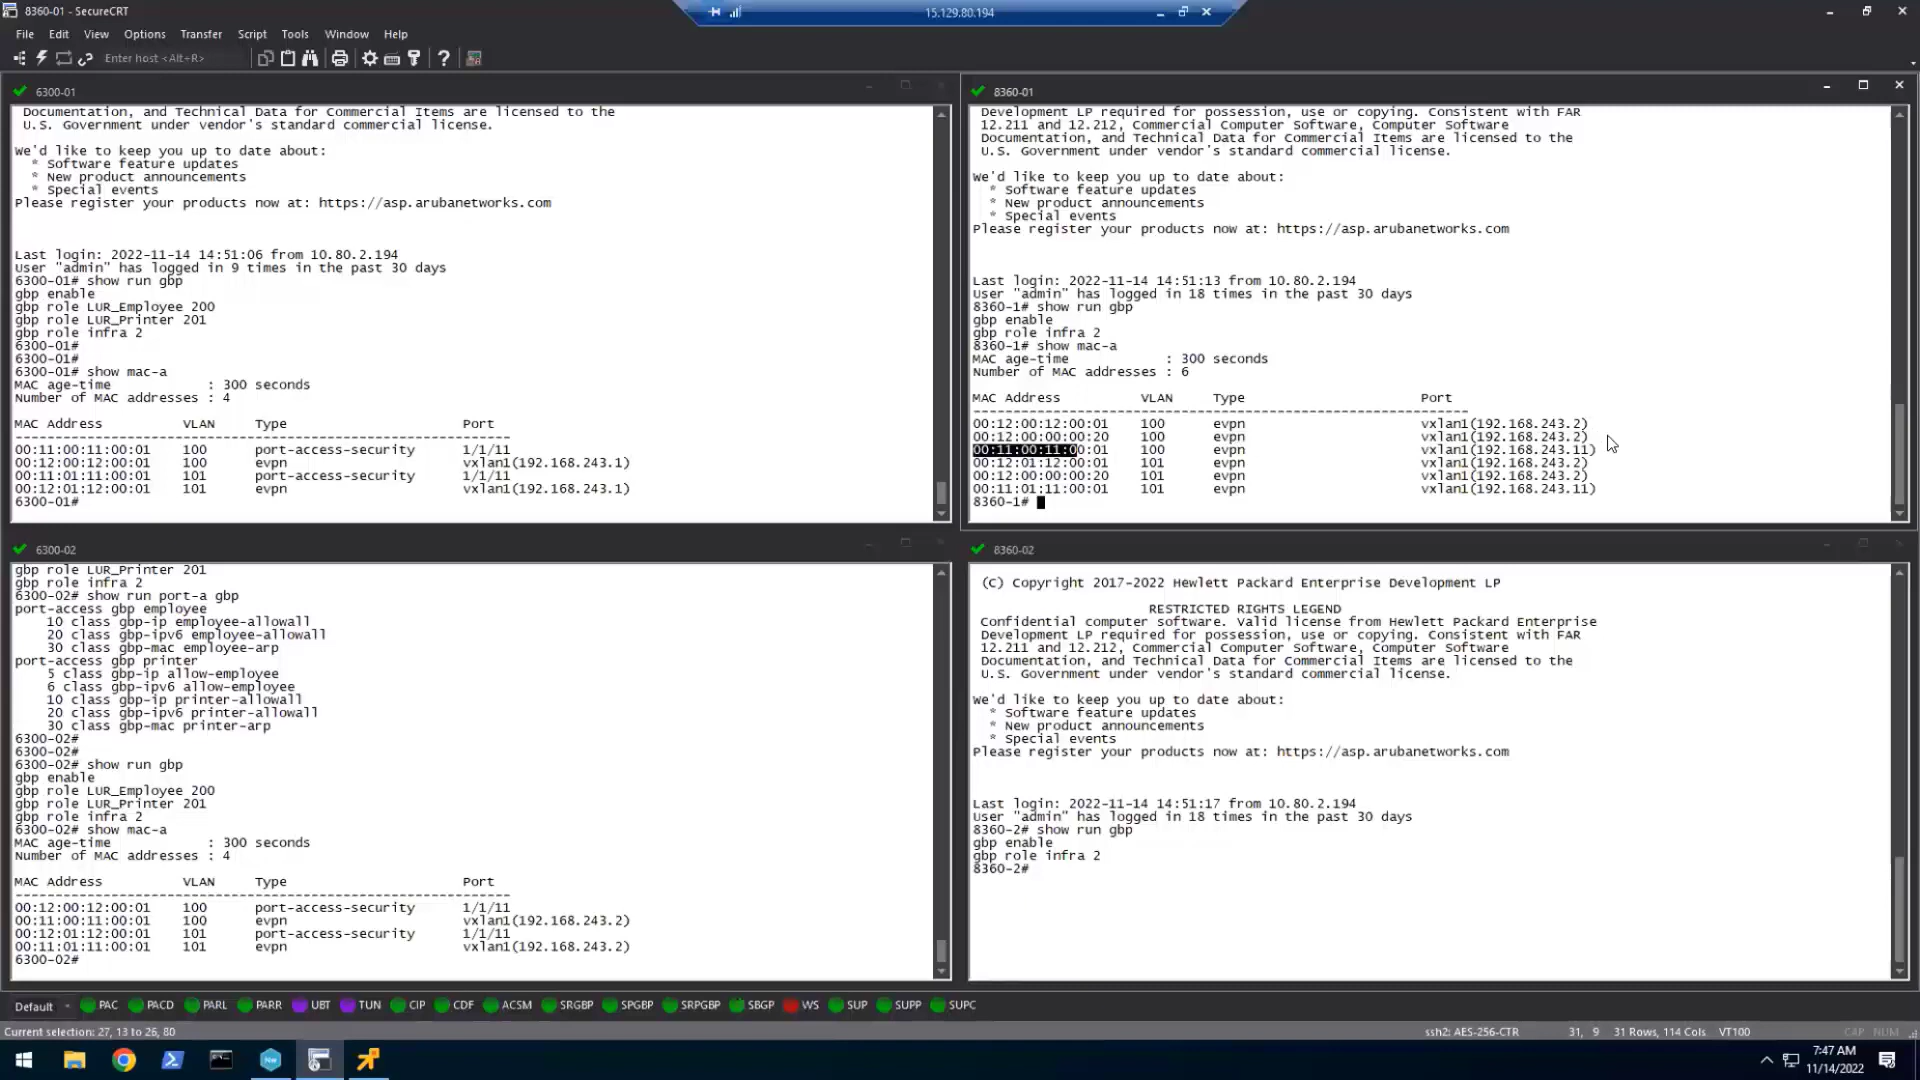 8360-01 - SecureCRT
15.129.80.194
File Edit View Options Transfer Script Tools Window Help
Enter host <Alt+R>
6300-01
Documentation, and Technical Data for Commercial Items are licensed to the
U.S. Government under vendor's standard commercial license.
We'd like to keep you up to date about:
* Software feature updates
* New product announcements
* Special events
Please register your products now at: https://asp.arubanetworks.com
Last login: 2022-11-14 14:51:06 from 10.80.2.194
User "admin" has logged in 9 times in the past 30 days
6300-01# show run gbp
gbp enable
gbp role LUR_Employee 200
gbp role LUR_Printer 201
gbp role infra 2
6300-01#
6300-01#
6300-01# show mac-a
MAC age-time : 300 seconds
Number of MAC addresses : 4
MAC Address VLAN Type Port
--------------------------------------------------------------
00:11:00:11:00:01 100 port-access-security 1/1/11
00:12:00:12:00:01 100 evpn vxlan1(192.168.243.1)
00:11:01:11:00:01 101 port-access-security 1/1/11
00:12:01:12:00:01 101 evpn vxlan1(192.168.243.1)
6300-01#
8360-01
Development LP required for possession, use or copying. Consistent with FAR
12.211 and 12.212, Commercial Computer Software, Computer Software
Documentation, and Technical Data for Commercial Items are licensed to the
U.S. Government under vendor's standard commercial license.
We'd like to keep you up to date about:
* Software feature updates
* New product announcements
* Special events
Please register your products now at: https://asp.arubanetworks.com
Last login: 2022-11-14 14:51:13 from 10.80.2.194
User "admin" has logged in 18 times in the past 30 days
8360-1# show run gbp
gbp enable
gbp role infra 2
8360-1# show mac-a
MAC age-time : 300 seconds
Number of MAC addresses : 6
MAC Address VLAN Type Port
--------------------------------------------------------------
00:12:00:12:00:01 100 evpn vxlan1(192.168.243.2)
00:12:00:00:00:20 100 evpn vxlan1(192.168.243.2)
00:11:00:11:00:01 100 evpn vxlan1(192.168.243.11)
00:12:01:12:00:01 101 evpn vxlan1(192.168.243.2)
00:12:00:00:00:20 101 evpn vxlan1(192.168.243.2)
00:11:01:11:00:01 101 evpn vxlan1(192.168.243.11)
8360-1#
6300-02
gbp role LUR_Printer 201
gbp role infra 2
6300-02# show run port-a gbp
port-access gbp employee
10 class gbp-ip employee-allowall
20 class gbp-ipv6 employee-allowall
30 class gbp-mac employee-arp
port-access gbp printer
5 class gbp-ip allow-employee
6 class gbp-ipv6 allow-employee
10 class gbp-ip printer-allowall
20 class gbp-ipv6 printer-allowall
30 class gbp-mac printer-arp
6300-02#
6300-02#
6300-02# show run gbp
gbp enable
gbp role LUR_Employee 200
gbp role LUR_Printer 201
gbp role infra 2
6300-02# show mac-a
MAC age-time : 300 seconds
Number of MAC addresses : 4
MAC Address VLAN Type Port
--------------------------------------------------------------
00:12:00:12:00:01 100 port-access-security 1/1/11
00:11:00:11:00:01 100 evpn vxlan1(192.168.243.2)
00:12:01:12:00:01 101 port-access-security 1/1/11
00:11:01:11:00:01 101 evpn vxlan1(192.168.243.2)
6300-02#
8360-02
(C) Copyright 2017-2022 Hewlett Packard Enterprise Development LP
RESTRICTED RIGHTS LEGEND
Confidential computer software. Valid license from Hewlett Packard Enterprise
Development LP required for possession, use or copying. Consistent with FAR
12.211 and 12.212, Commercial Computer Software, Computer Software
Documentation, and Technical Data for Commercial Items are licensed to the
U.S. Government under vendor's standard commercial license.
We'd like to keep you up to date about:
* Software feature updates
* New product announcements
* Special events
Please register your products now at: https://asp.arubanetworks.com
Last login: 2022-11-14 14:51:17 from 10.80.2.194
User "admin" has logged in 18 times in the past 30 days
8360-2# show run gbp
gbp enable
gbp role infra 2
8360-2#
Default PAC PACD PARL PARR UBT TUN CIP CDF ACSM SRGBP SPGBP SRPGBP SBGP WS SUP SUPP SUPC
Current selection: 27, 13 to 26, 80
ssh2: AES-256-CTR 31, 9 31 Rows, 114 Cols VT100 CAP NUM
7:47 AM
11/14/2022